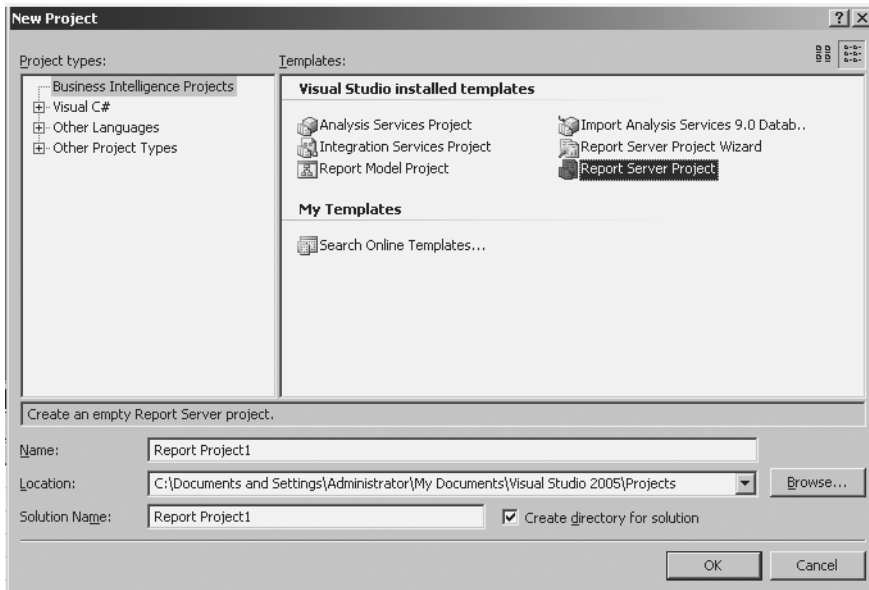 New Project
Project types:
Business Intelligence Projects
Visual C#
Other Languages
Other Project Types
Templates:
Visual Studio installed templates
Analysis Services Project
Integration Services Project
Report Model Project
Import Analysis Services 9.0 Datab..
Report Server Project Wizard
Report Server Project
My Templates
Search Online Templates...
Create an empty Report Server project.
Name:
Report Project1
Location:
C:\Documents and Settings\Administrator\My Documents\Visual Studio 2005\Projects
Browse...
Solution Name:
Report Project1
Create directory for solution
OK
Cancel